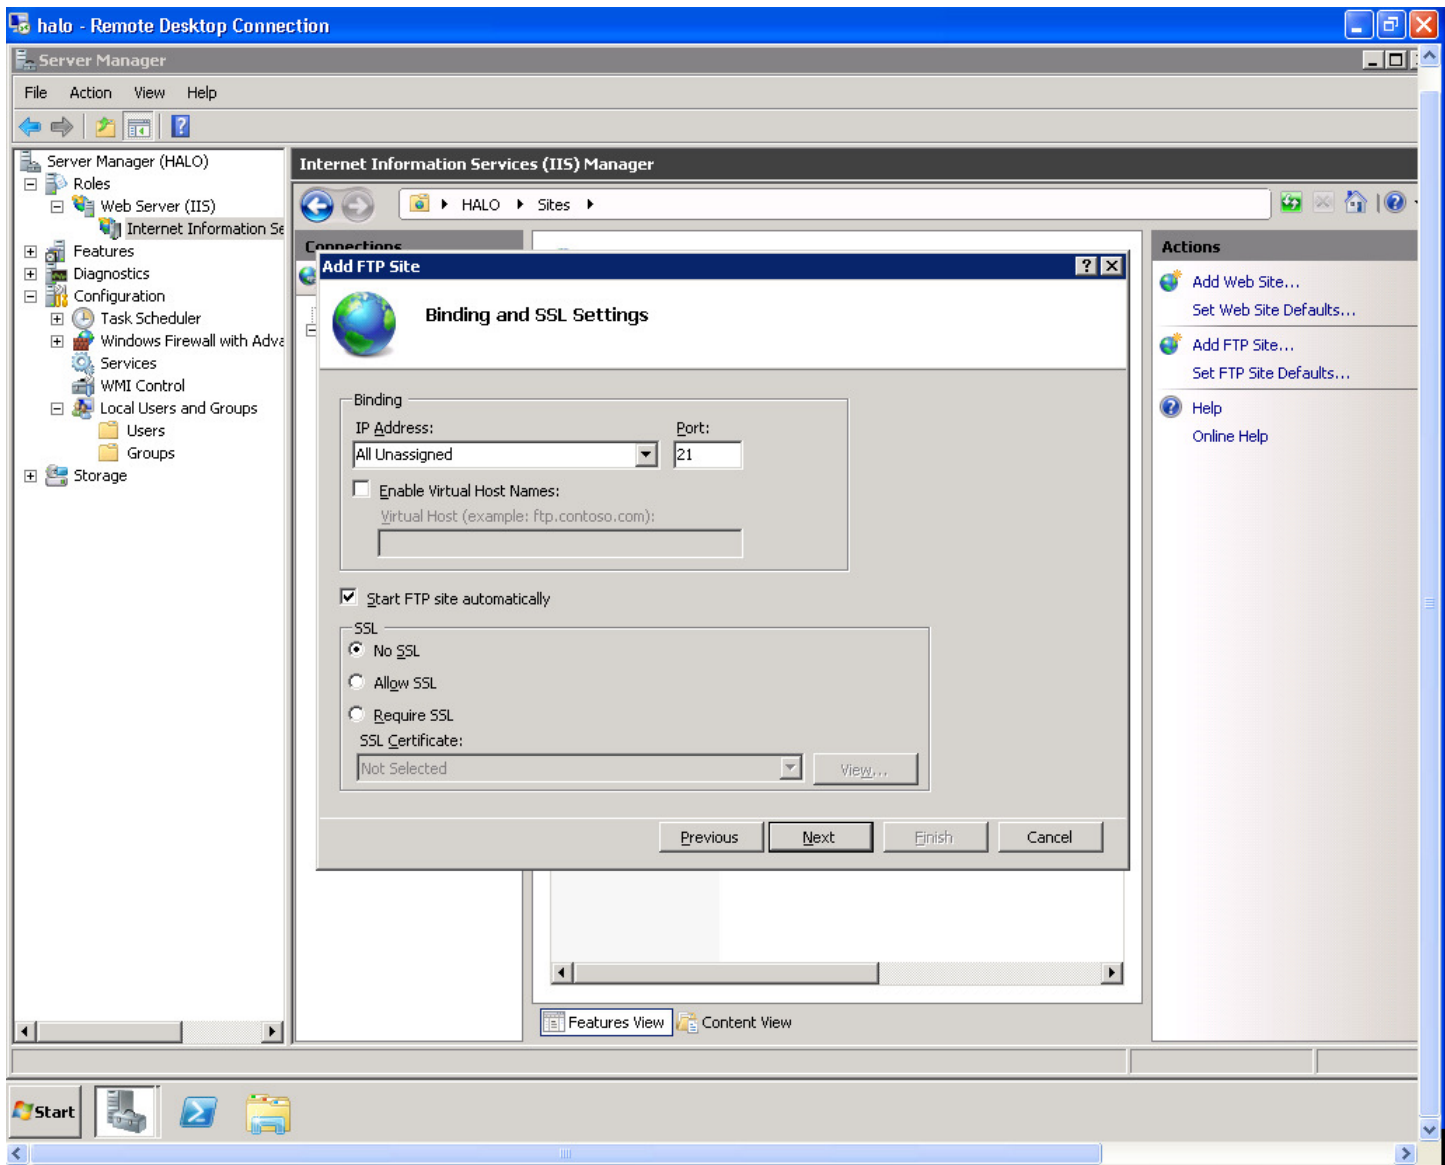 halo - Remote Desktop Connection
Server Manager
File Action View Help
Server Manager (HALO)
Roles
Web Server (IIS)
Internet Information Se
Features
Diagnostics
Configuration
Task Scheduler
Windows Firewall with Adva
Services
WMI Control
Local Users and Groups
Users
Groups
Storage
Internet Information Services (IIS) Manager
HALO Sites
Connections
Add FTP Site
Binding and SSL Settings
Binding
IP Address: Port:
All Unassigned 21
Enable Virtual Host Names:
Virtual Host (example: ftp.contoso.com):
Start FTP site automatically
SSL
No SSL
Allow SSL
Require SSL
SSL Certificate:
Not Selected View...
Previous Next Finish Cancel
Features View Content View
Actions
Add Web Site...
Set Web Site Defaults...
Add FTP Site...
Set FTP Site Defaults...
Help
Online Help
Start